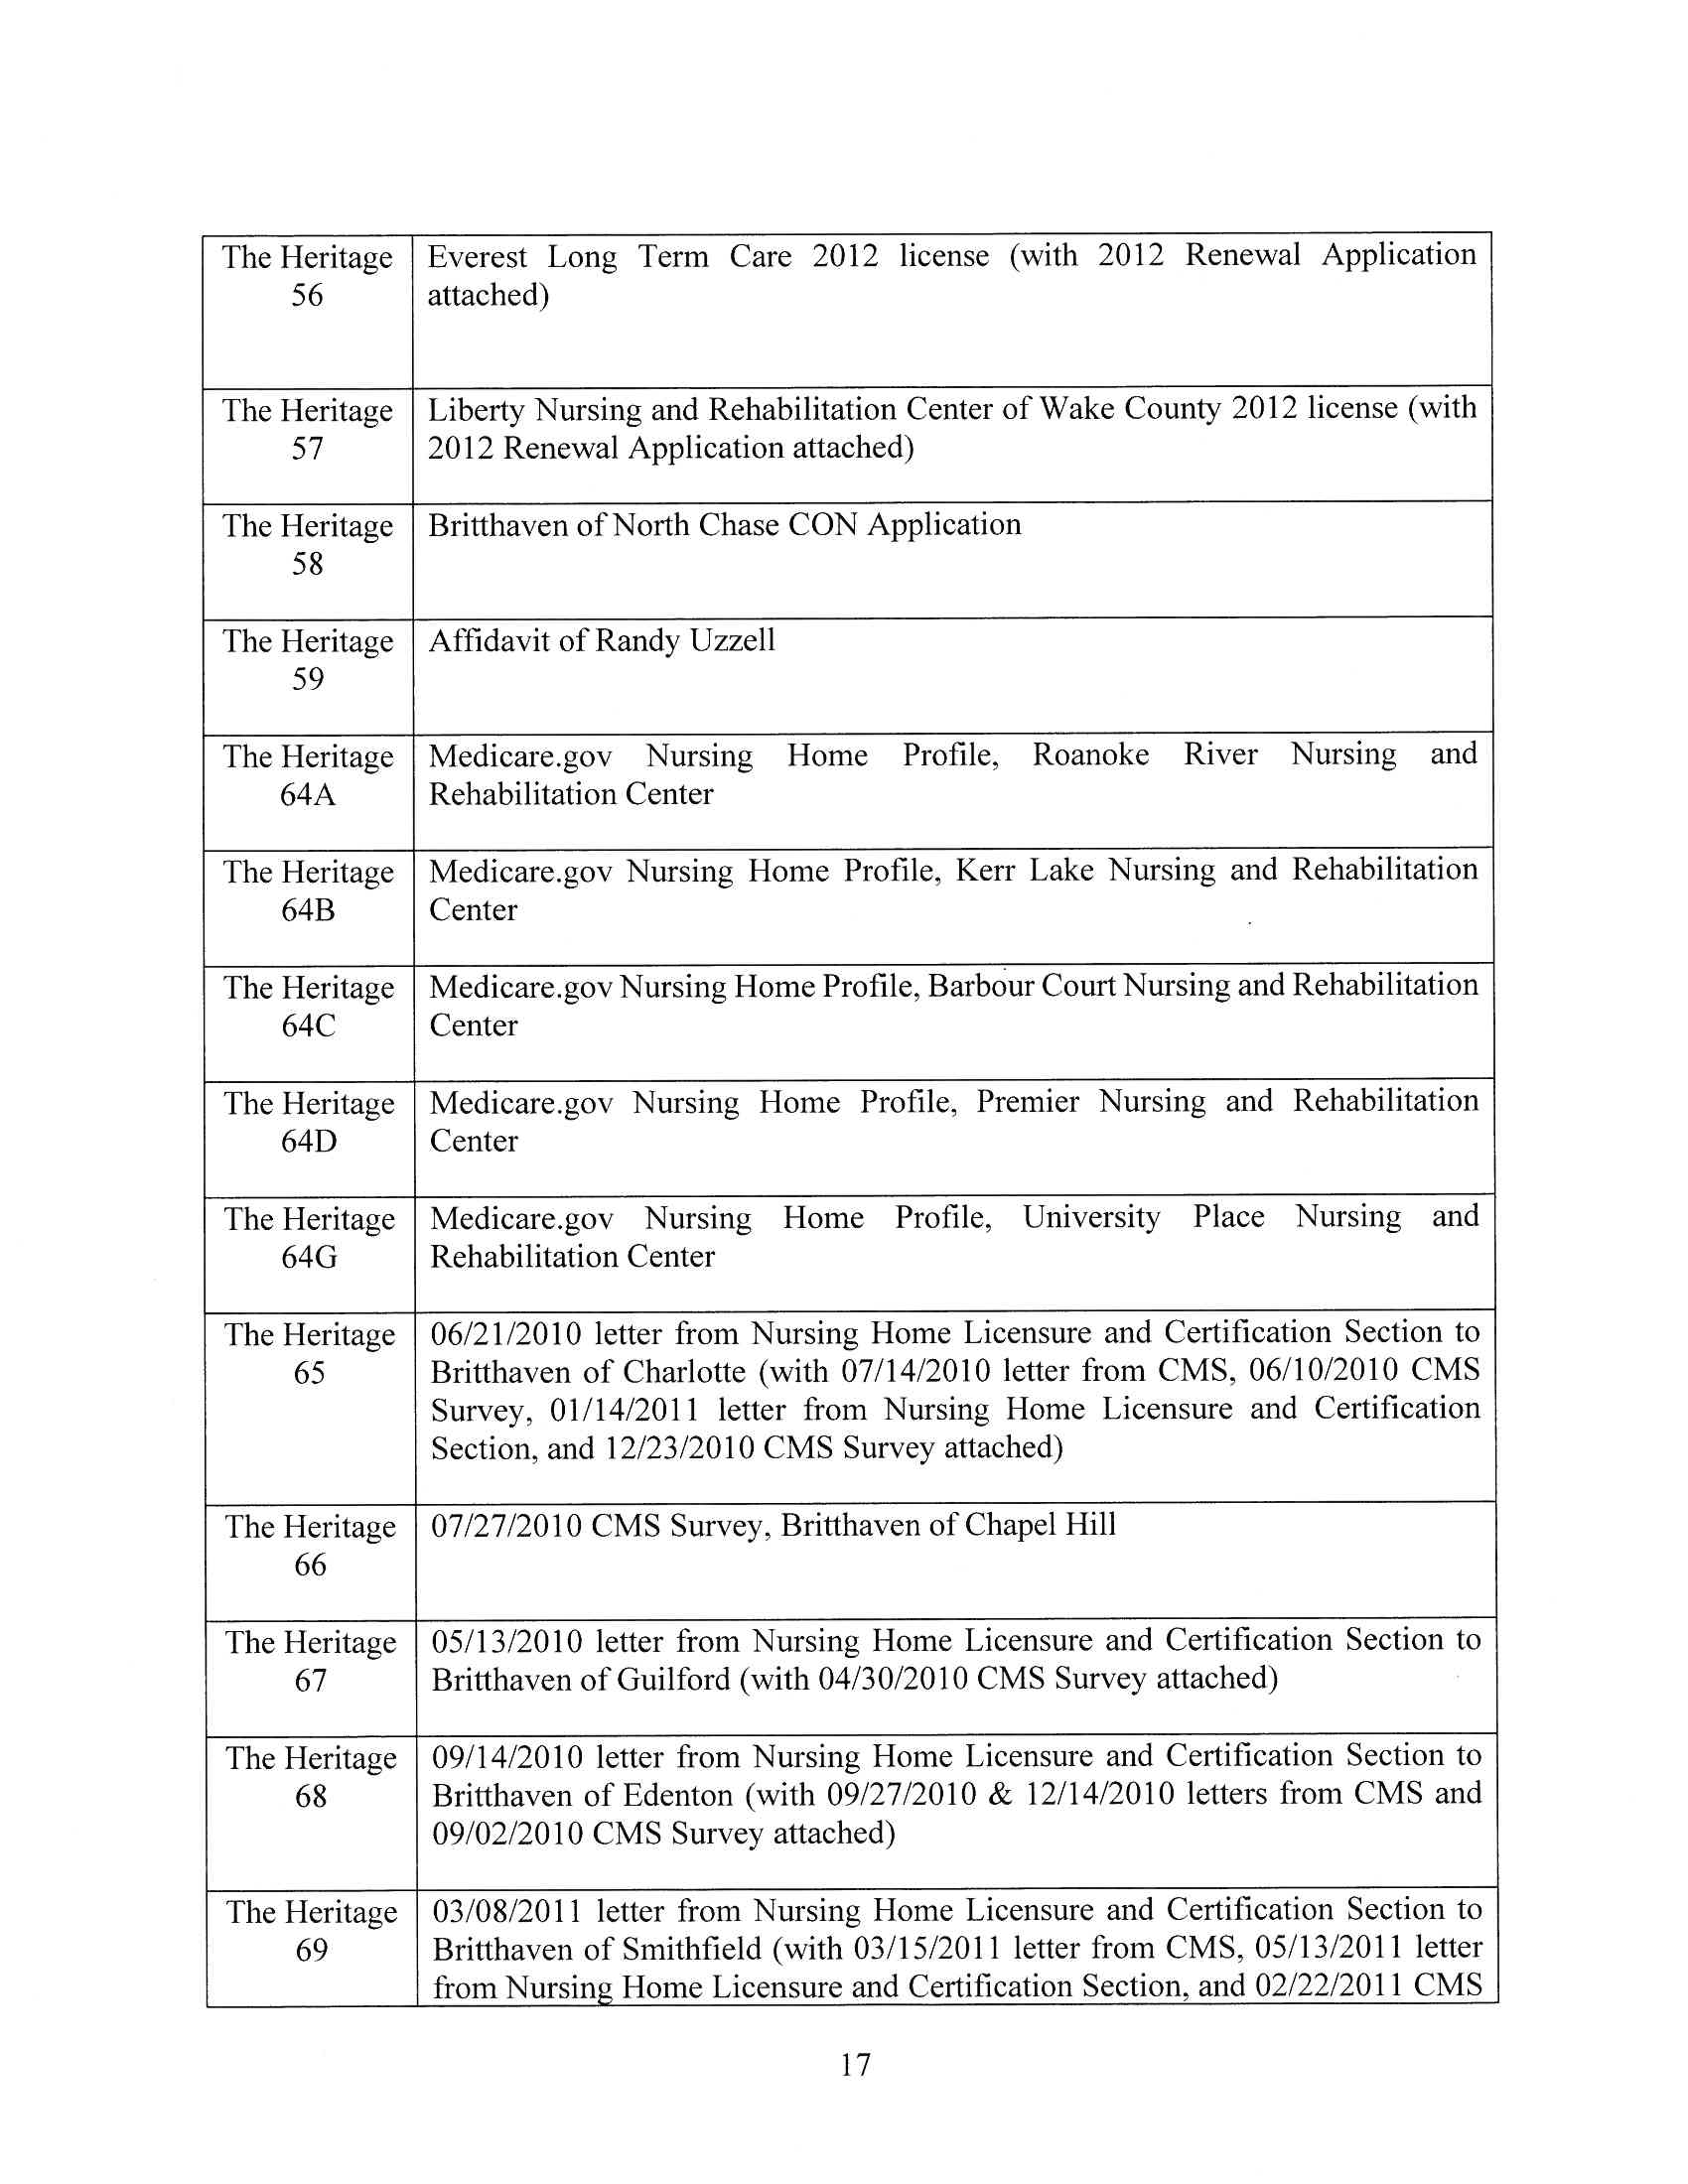 The Heritage
56
Everest Long Term Care 2012 license (with 2012 Renewal Application
attached)
The Heritage
57
Liberty Nursing and Rehabilitation Center of Wake County 2012 license (with
2012 Renewal Application attached)
The Heritage
58
Britthaven of North Chase CON Application
The Heritage
59
Affidavit of Randy Uzzell
The Heritage
64A
Medicare.gov Nursing Home Profile, Roanoke River Nursing and
Rehabilitation Center
The Heritage
64B
Medicare.gov Nursing Home Profile, Kerr Lake Nursing and Rehabilitation
Center
The Heritage
64C
Medicare.gov Nursing Home Profile, Barbour Court Nursing and Rehabilitation
Center
The Heritage
64D
Medicare.gov Nursing Home Profile, Premier Nursing and Rehabilitation
Center
The Heritage
64G
Medicare.gov Nursing Home Profile, University Place Nursing and
Rehabilitation Center
The Heritage
65
06/21/2010 letter from Nursing Home Licensure and Certification Section to
Britthaven of Charlotte (with 07/14/2010 letter from CMS, 06/10/2010 CMS
Survey, 01/14/2011 letter from Nursing Home Licensure and Certification
Section, and 12/23/2010 CMS Survey attached)
The Heritage
66
07/27/2010 CMS Survey, Britthaven of Chapel Hill
The Heritage
67
05/13/2010 letter from Nursing Home Licensure and Certification Section to
Britthaven of Guilford (with 04/30/2010 CMS Survey attached)
The Heritage
68
09/14/2010 letter from Nursing Home Licensure and Certification Section to
Britthaven of Edenton (with 09/27/2010 & 12/14/2010 letters from CMS and
09/02/2010 CMS Survey attached)
The Heritage
69
03/08/2011 letter from Nursing Home Licensure and Certification Section to
Britthaven of Smithfield (with 03/15/2011 letter from CMS, 05/13/2011 letter
from Nursing Home Licensure and Certification Section, and 02/22/2011 CMS
17